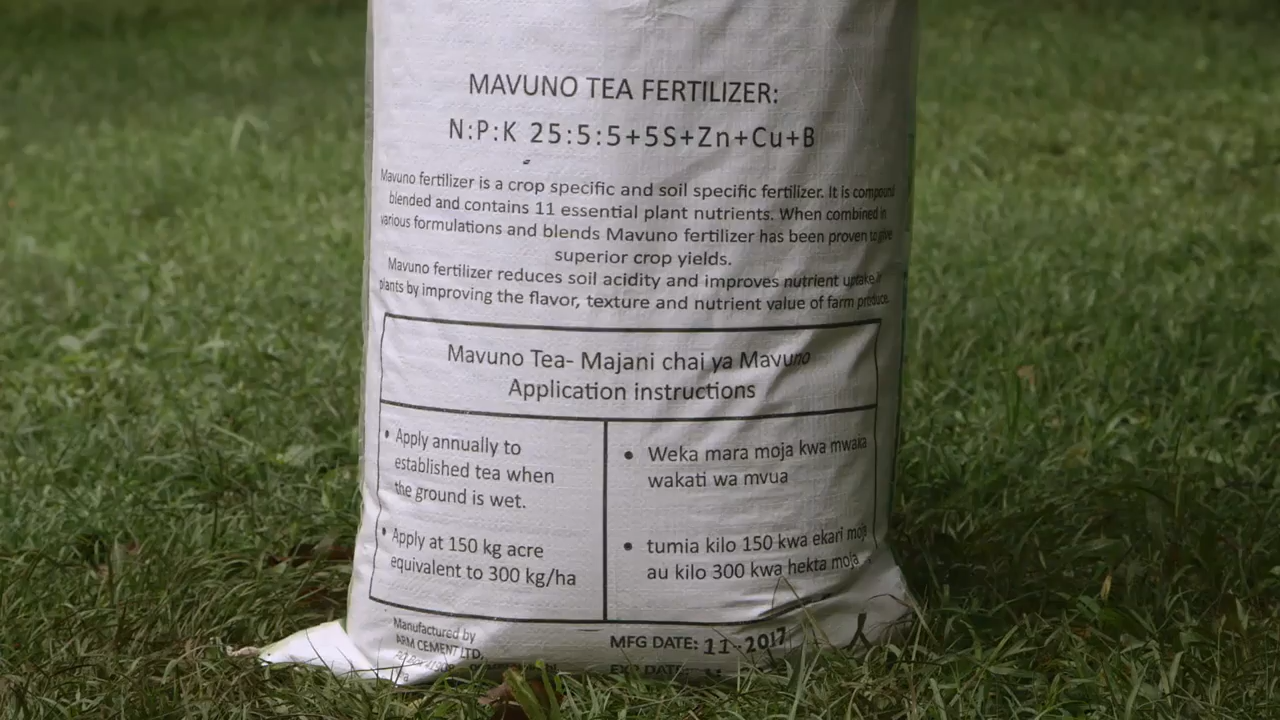 MAVUNO TEA FERTILIZER:
N:P:K 25:5:5+5S+Zn+Cu+B
Mavuno fertilizer is a crop specific and soil specific fertilizer. It is compound
blended and contains 11 essential plant nutrients. When combined in
various formulations and blends Mavuno fertilizer has been proven to give
superior crop yields.
Mavuno fertilizer reduces soil acidity and improves nutrient uptake
plants by improving the flavor, texture and nutrient value of farm produce.
Mavuno Tea- Majani chai ya Mavuno
Application instructions
• Apply annually to
established tea when
the ground is wet.
• Apply at 150 kg acre
equivalent to 300 kg/ha
• Weka mara moja kwa mwaka
wakati wa mvua
• tumia kilo 150 kwa ekari moja
au kilo 300 kwa hekta moja
Manufactured by
ARM CEMENT LTD.
MFG DATE: 11-2017
EXP DATE